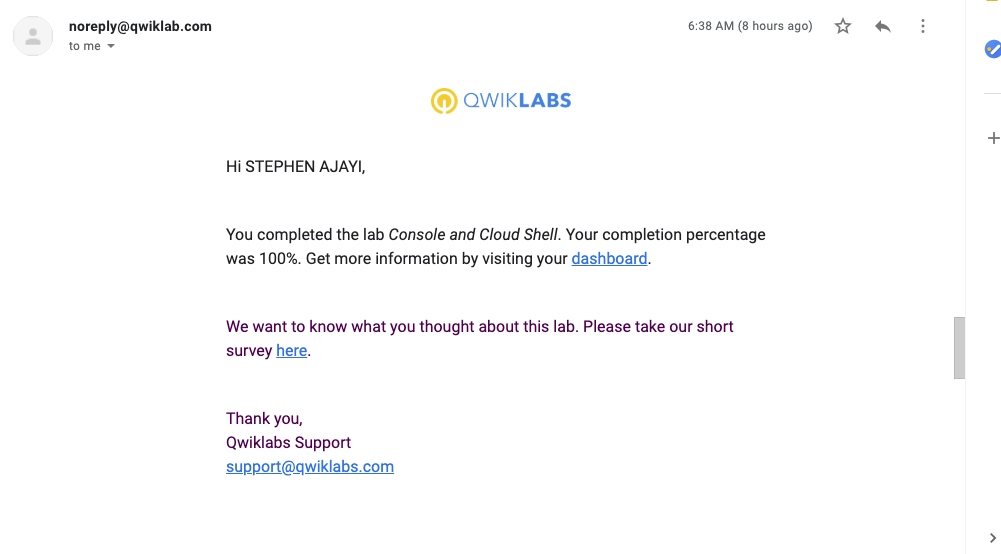 noreply@qwiklab.com
6:38 AM (8 hours ago)
to me
QWIKLABS
Hi STEPHEN AJAYI,
You completed the lab Console and Cloud Shell. Your completion percentage
was 100%. Get more information by visiting your dashboard.
We want to know what you thought about this lab. Please take our short
survey here.
Thank you,
Qwiklabs Support
support@qwiklabs.com